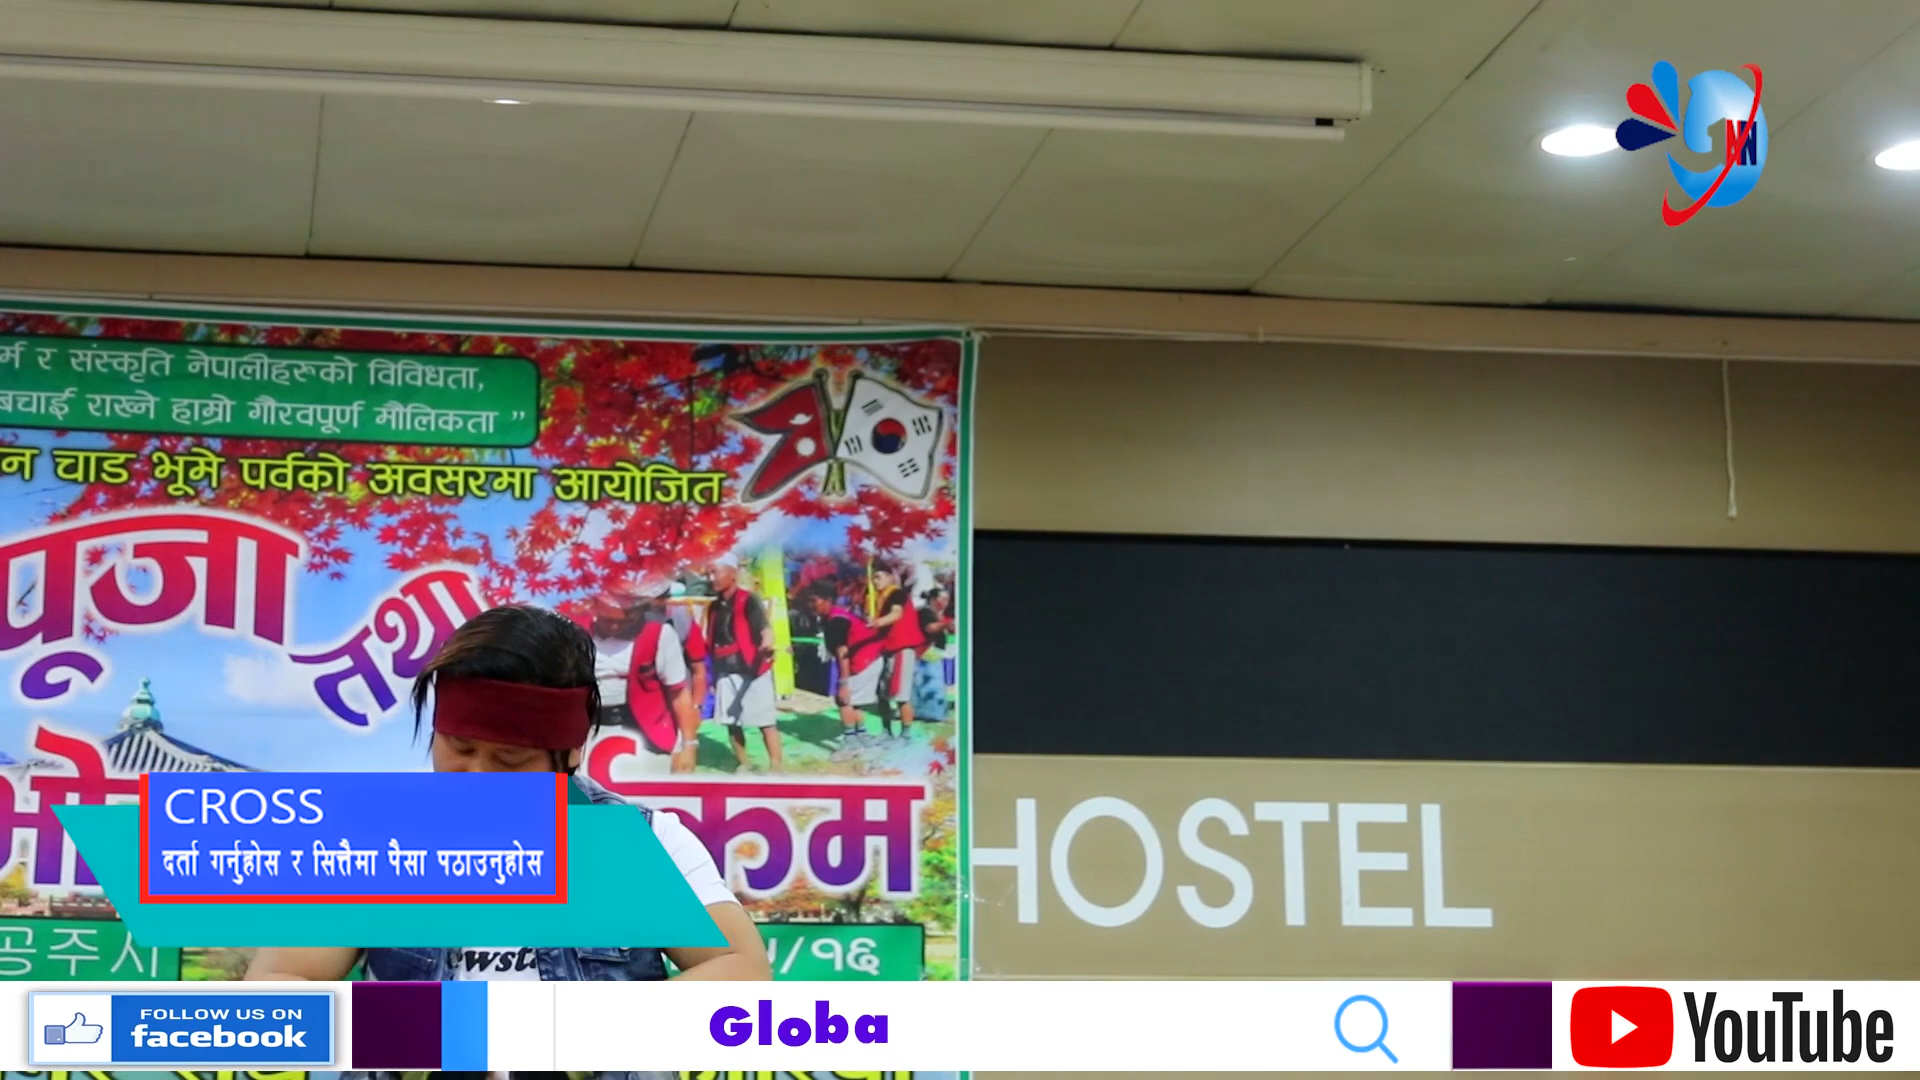 NN
र संस्कृति नेपालीहरूको विविधता,
बचाई राख्ने हाम्रो गौरवपूर्ण मौलिकता ”
चाड भूमे पर्वको अवसरमा आयोजित
पूजा
तथा
HOSTEL
CROSS
दर्ता गर्नुहोस र सित्तैमा पैसा पठाउनुहोस
공주시
/१६
FOLLOW US ON
facebook
Globa
YouTube